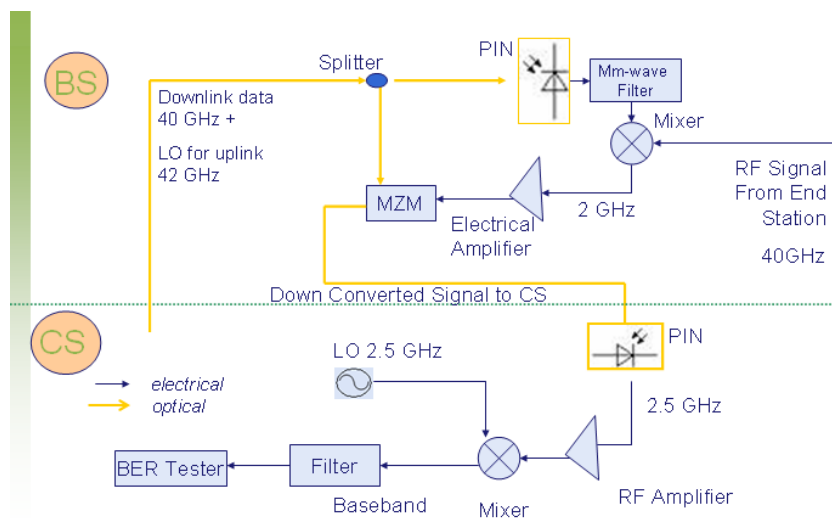 BS
Splitter
PIN
Downlink data
40 GHz +
LO for uplink
42 GHz
Mm-wave
Filter
Mixer
MZM
Electrical
Amplifier
2 GHz
RF Signal
From End
Station
40GHz
Down Converted Signal to CS
CS
electrical
optical
LO 2.5 GHz
PIN
2.5 GHz
BER Tester
Filter
Baseband
Mixer
RF Amplifier